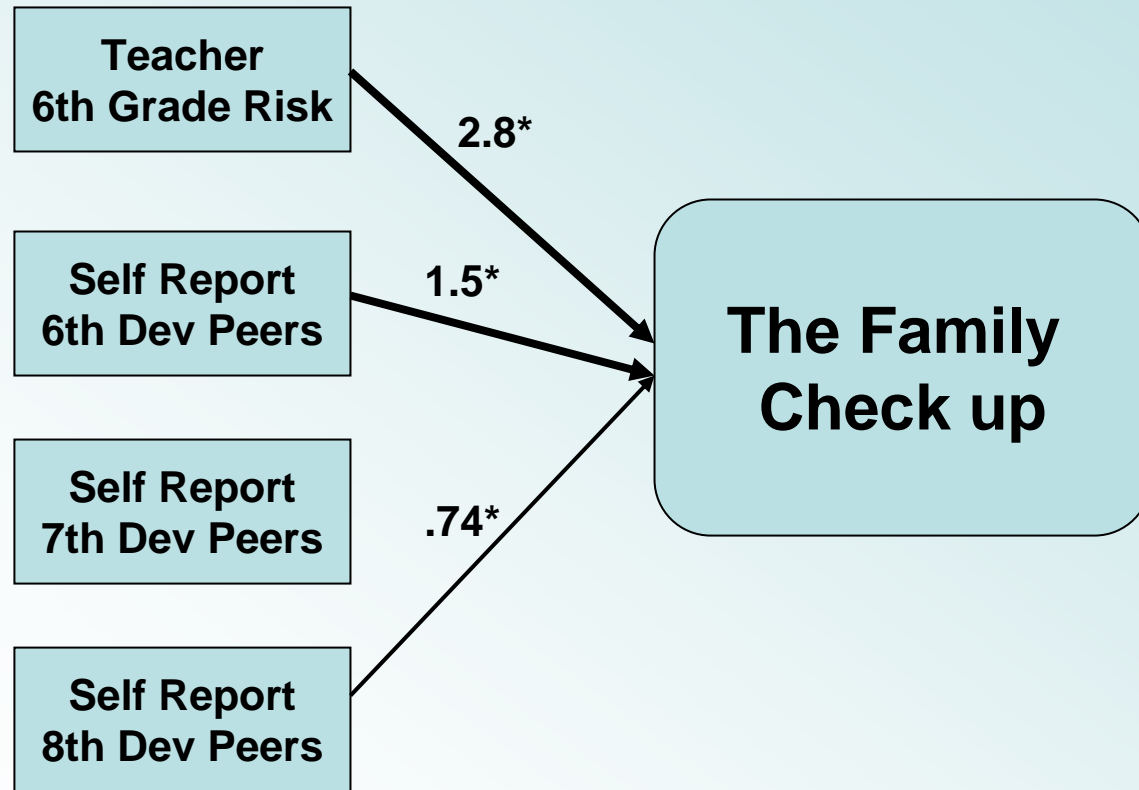 Teacher
6th Grade Risk
2.8*
Self Report
6th Dev Peers
1.5*
The Family
Check up
Self Report
7th Dev Peers
.74*
Self Report
8th Dev Peers